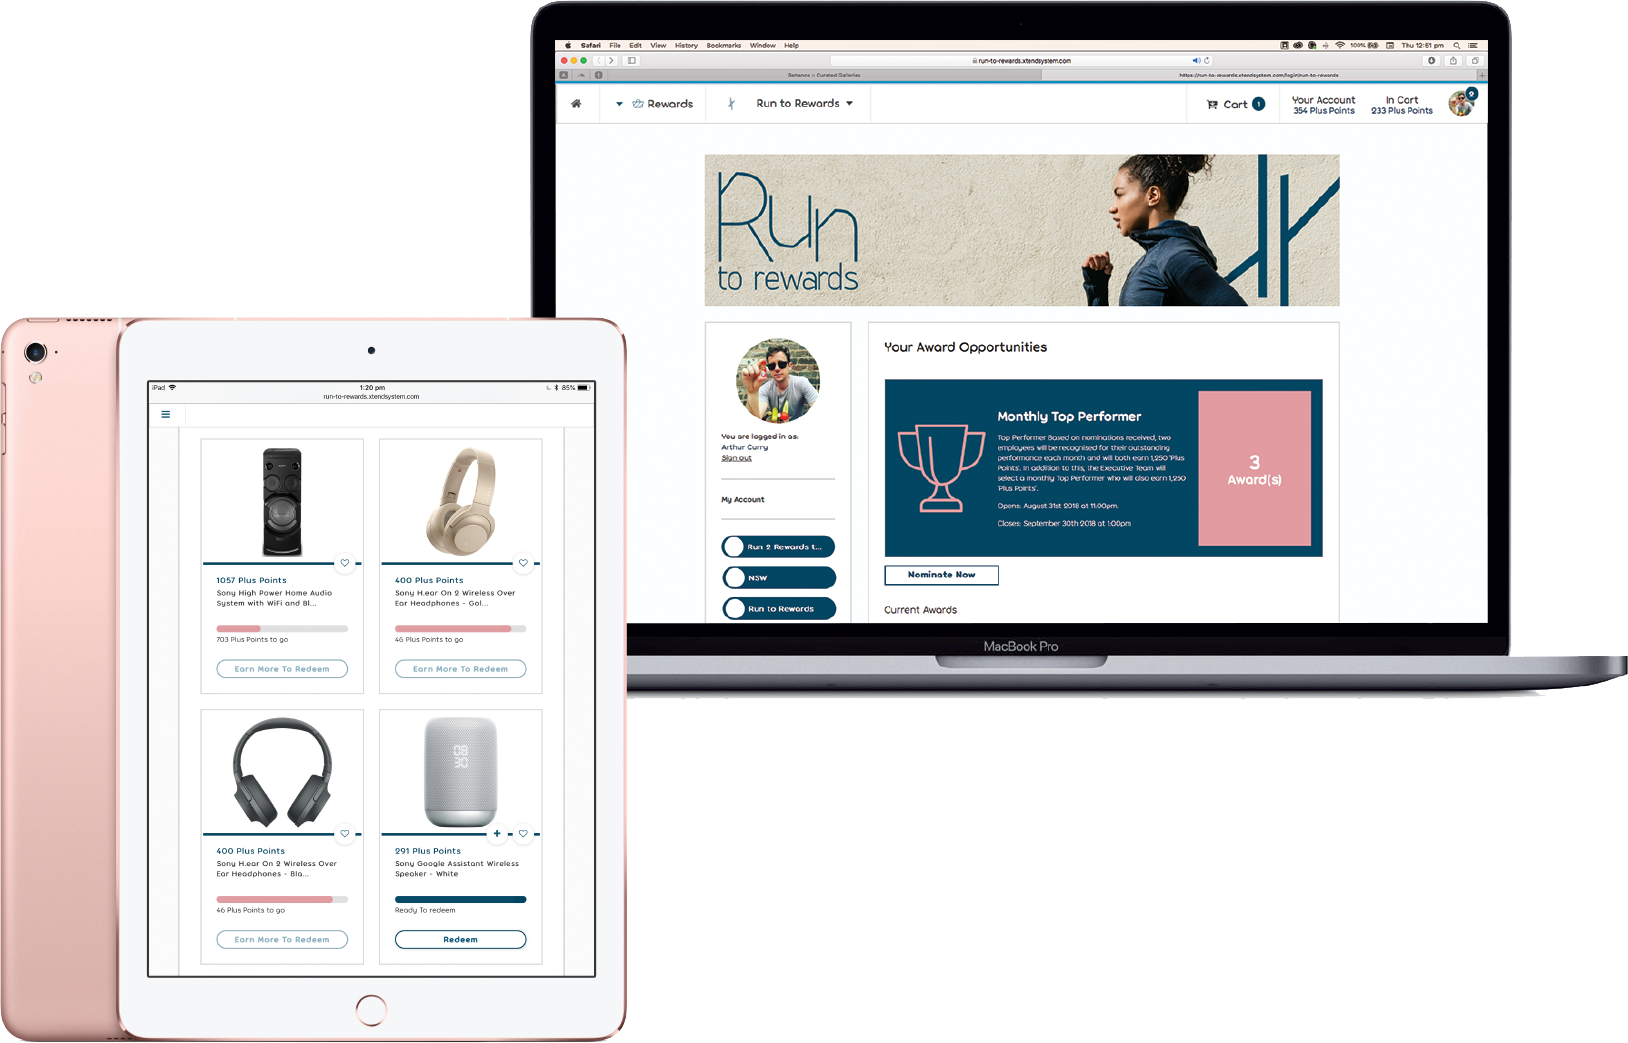 Safari File Edit View History Bookmarks Window Help
100% Thu 12:51 pm
run-to-rewards.xtendsystem.com
Behance :: Curated Galleries
https://run-to-rewards.xtendsystem.com/login/run-to-rewards
Rewards
Run to Rewards
Cart 1
Your Account
354 Plus Points
In Cart
233 Plus Points
Run
to rewards
You are logged in as:
Arthur Curry
Sign out
My Account
Run 2 Rewards t...
NSW
Run to Rewards
Your Award Opportunities
Monthly Top Performer
Top Performer Based on nominations received, two
employees will be recognised for their outstanding
performance each month and will both earn 1,250 'Plus
Points'. In addition to this, the Executive Team will
select a monthly Top Performer who will also earn 1,250
'Plus Points'.
Opens: August 31st 2018 at 11:00pm.
Closes: September 30th 2018 at 1:00pm
3
Award(s)
Nominate Now
Current Awards
MacBook Pro
iPad
1:20 pm
85%
run-to-rewards.xtendsystem.com
1057 Plus Points
Sony High Power Home Audio
System with WiFi and Bl...
703 Plus Points to go
Earn More To Redeem
400 Plus Points
Sony H.ear On 2 Wireless Over
Ear Headphones - Gol...
46 Plus Points to go
Earn More To Redeem
400 Plus Points
Sony H.ear On 2 Wireless Over
Ear Headphones - Bla...
46 Plus Points to go
Earn More To Redeem
08
30
291 Plus Points
Sony Google Assistant Wireless
Speaker - White
Ready To redeem
Redeem